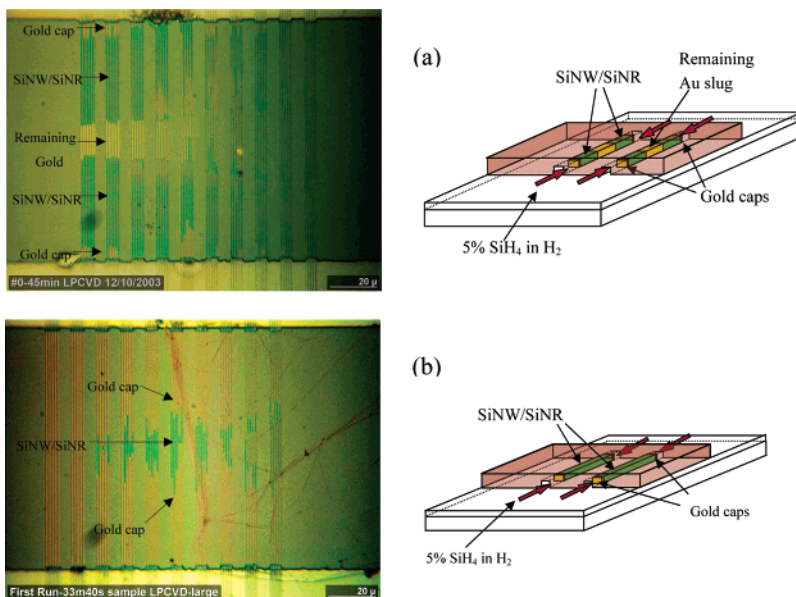 Gold cap
SiNW/SiNR
Remaining
Gold
SiNW/SiNR
Gold cap
#0-45min LPCVD 12/10/2003
20 µ
(a)
Remaining
Au slug
SiNW/SiNR
Gold caps
5% SiH₄ in H₂
Gold cap
SiNW/SiNR
Gold cap
First Run-33m40s sample LPCVD-large
20 µ
(b)
SiNW/SiNR
Gold caps
5% SiH₄ in H₂